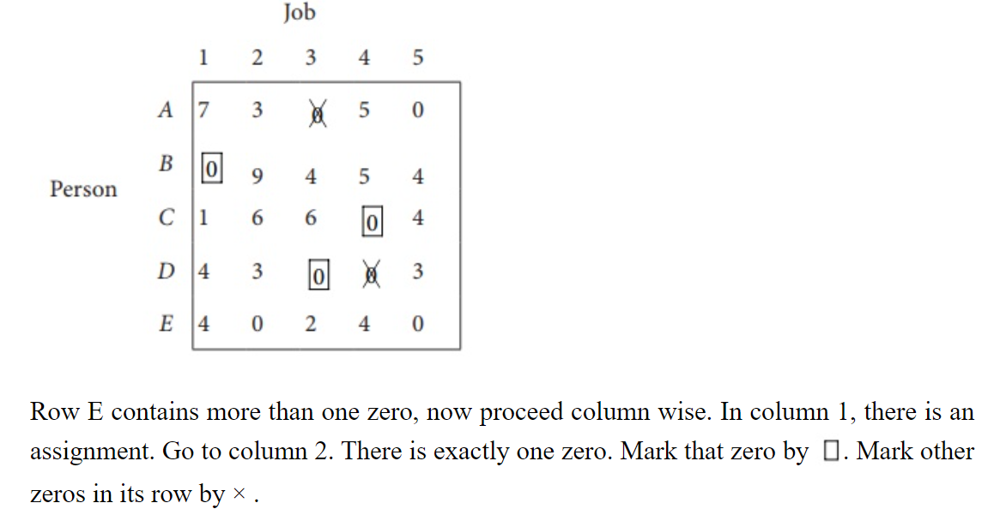 Job
1 2 3 4 5
A 7 3 0 5 0
B 0 9 4 5 4
Person
C 1 6 6 0 4
D 4 3 0 0 3
E 4 0 2 4 0
Row E contains more than one zero, now proceed column wise. In column 1, there is an
assignment. Go to column 2. There is exactly one zero. Mark that zero by □. Mark other
zeros in its row by × .